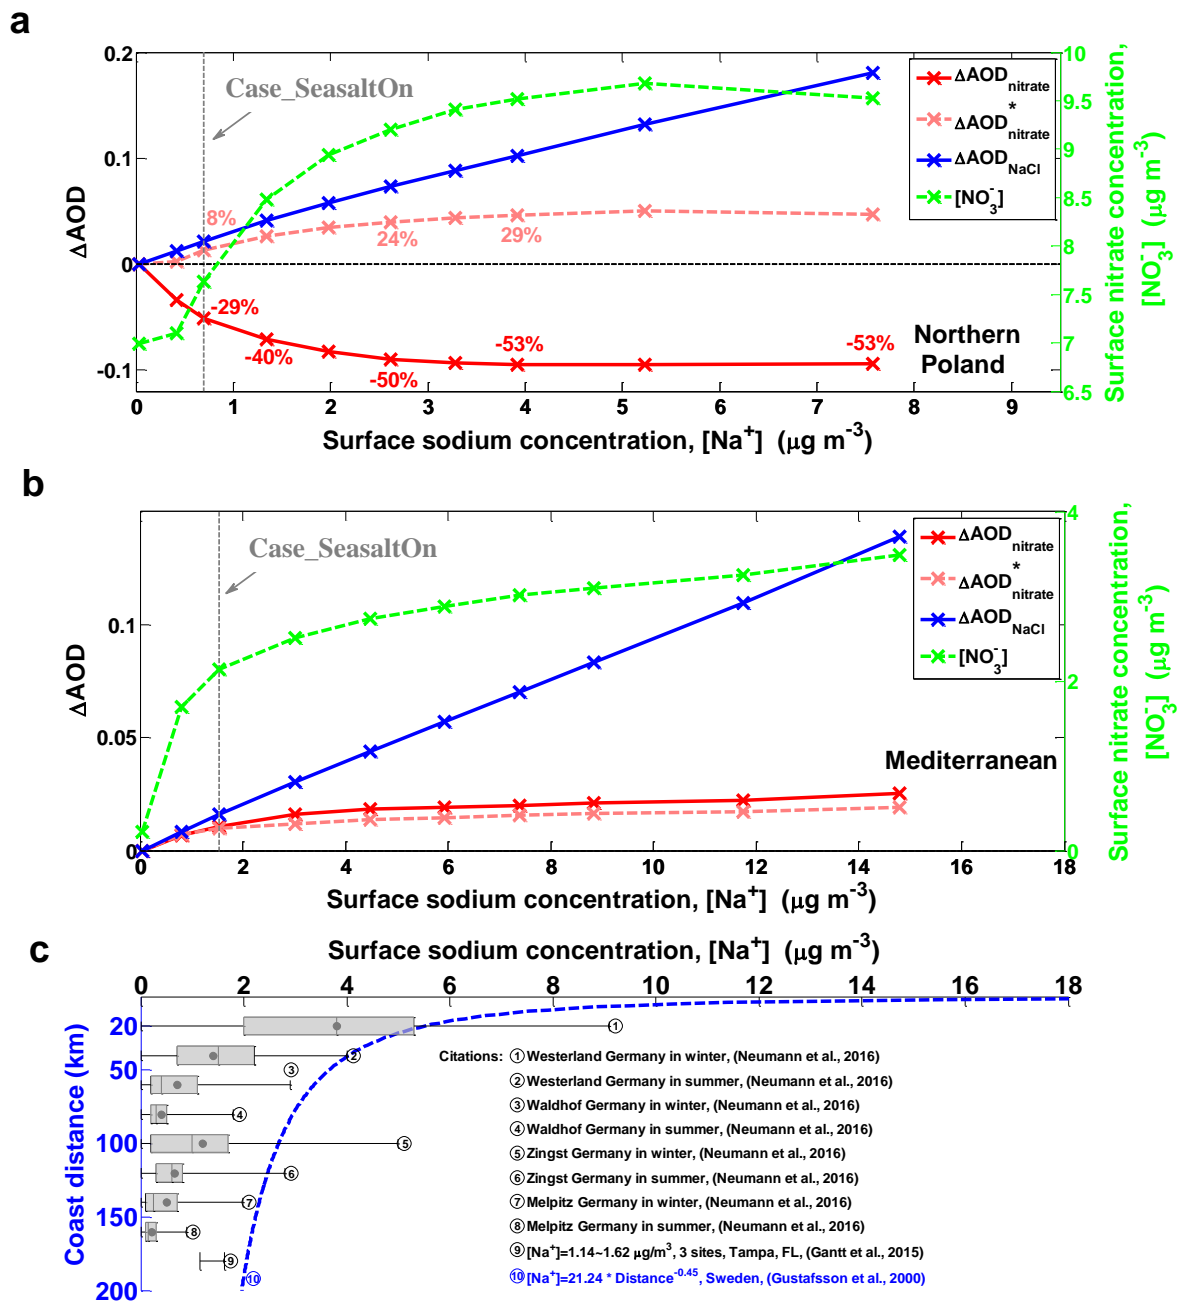 a
Case_SeasaltOn
ΔAOD
0.2
0.1
0
-0.1
8%
24%
29%
-29%
-40%
-50%
-53%
-53%
ΔAODnitrate
ΔAOD*nitrate
ΔAODNaCl
[NO3-]
Northern
Poland
10
9.5
9
8.5
8
7.5
7
6.5
Surface nitrate concentration,
[NO3-] (μg m-3)
0 1 2 3 4 5 6 7 8 9
Surface sodium concentration, [Na+] (μg m-3)
b
Case_SeasaltOn
ΔAOD
0.1
0.05
0
ΔAODnitrate
ΔAOD*nitrate
ΔAODNaCl
[NO3-]
Mediterranean
4
2
0
Surface nitrate concentration,
[NO3-] (μg m-3)
0 2 4 6 8 10 12 14 16 18
Surface sodium concentration, [Na+] (μg m-3)
c
Surface sodium concentration, [Na+] (μg m-3)
0 2 4 6 8 10 12 14 16 18
Coast distance (km)
20
50
100
150
200
①
②
③
④
⑤
⑥
⑦
⑧
⑨
⑩
Citations: ① Westerland Germany in winter, (Neumann et al., 2016)
② Westerland Germany in summer, (Neumann et al., 2016)
③ Waldhof Germany in winter, (Neumann et al., 2016)
④ Waldhof Germany in summer, (Neumann et al., 2016)
⑤ Zingst Germany in winter, (Neumann et al., 2016)
⑥ Zingst Germany in summer, (Neumann et al., 2016)
⑦ Melpitz Germany in winter, (Neumann et al., 2016)
⑧ Melpitz Germany in summer, (Neumann et al., 2016)
⑨ [Na+]=1.14~1.62 μg/m3, 3 sites, Tampa, FL, (Gantt et al., 2015)
⑩ [Na+]=21.24 * Distance-0.45, Sweden, (Gustafsson et al., 2000)